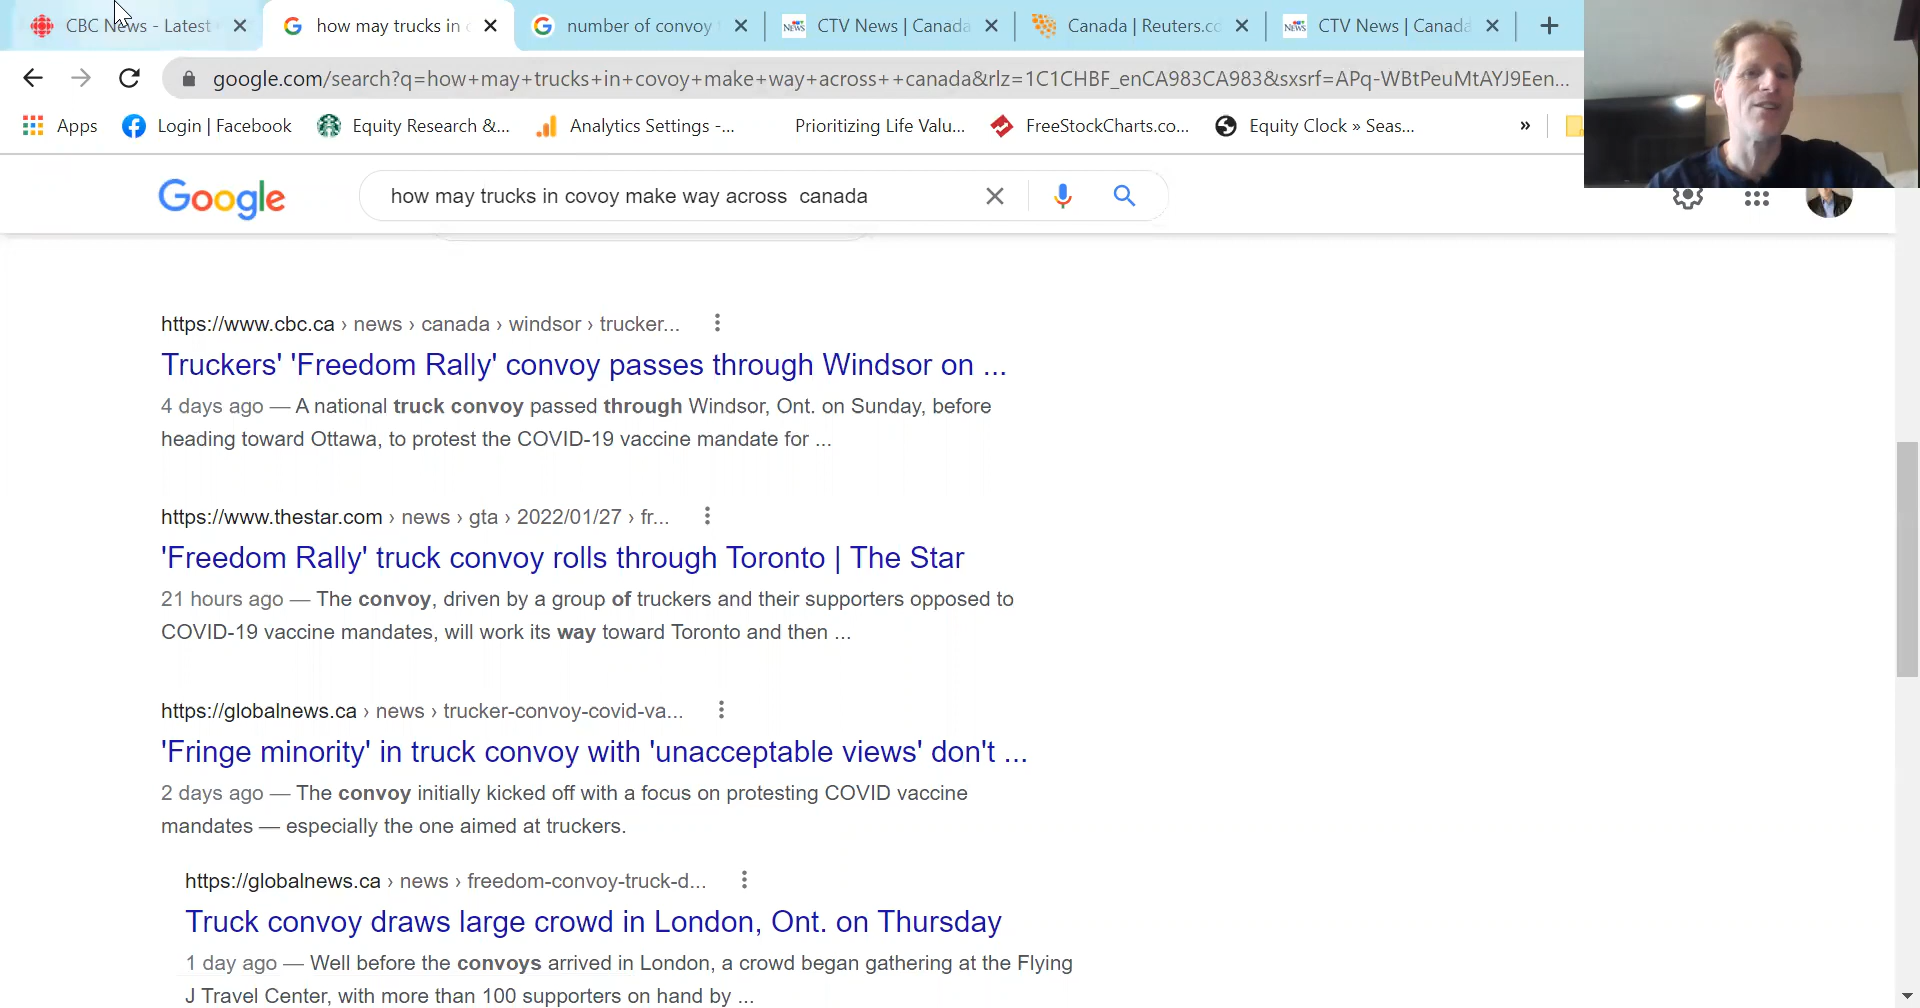 CBC News - Latest
how may trucks in c
number of convoy
CTV News | Canada
Canada | Reuters.co
CTV News | Canada
google.com/search?q=how+may+trucks+in+covoy+make+way+across++canada&rlz=1C1CHBF_enCA983CA983&sxsrf=APq-WBtPeuMtAYJ9Een...
Apps
Login | Facebook
Equity Research &...
Analytics Settings -...
Prioritizing Life Valu...
FreeStockCharts.co...
Equity Clock » Seas...
»
Google
how may trucks in covoy make way across  canada
https://www.cbc.ca › news › canada › windsor › trucker...
Truckers' 'Freedom Rally' convoy passes through Windsor on ...
4 days ago — A national truck convoy passed through Windsor, Ont. on Sunday, before
heading toward Ottawa, to protest the COVID-19 vaccine mandate for ...
https://www.thestar.com › news › gta › 2022/01/27 › fr...
'Freedom Rally' truck convoy rolls through Toronto | The Star
21 hours ago — The convoy, driven by a group of truckers and their supporters opposed to
COVID-19 vaccine mandates, will work its way toward Toronto and then ...
https://globalnews.ca › news › trucker-convoy-covid-va...
'Fringe minority' in truck convoy with 'unacceptable views' don't ...
2 days ago — The convoy initially kicked off with a focus on protesting COVID vaccine
mandates — especially the one aimed at truckers.
https://globalnews.ca › news › freedom-convoy-truck-d...
Truck convoy draws large crowd in London, Ont. on Thursday
1 day ago — Well before the convoys arrived in London, a crowd began gathering at the Flying
J Travel Center, with more than 100 supporters on hand by ...